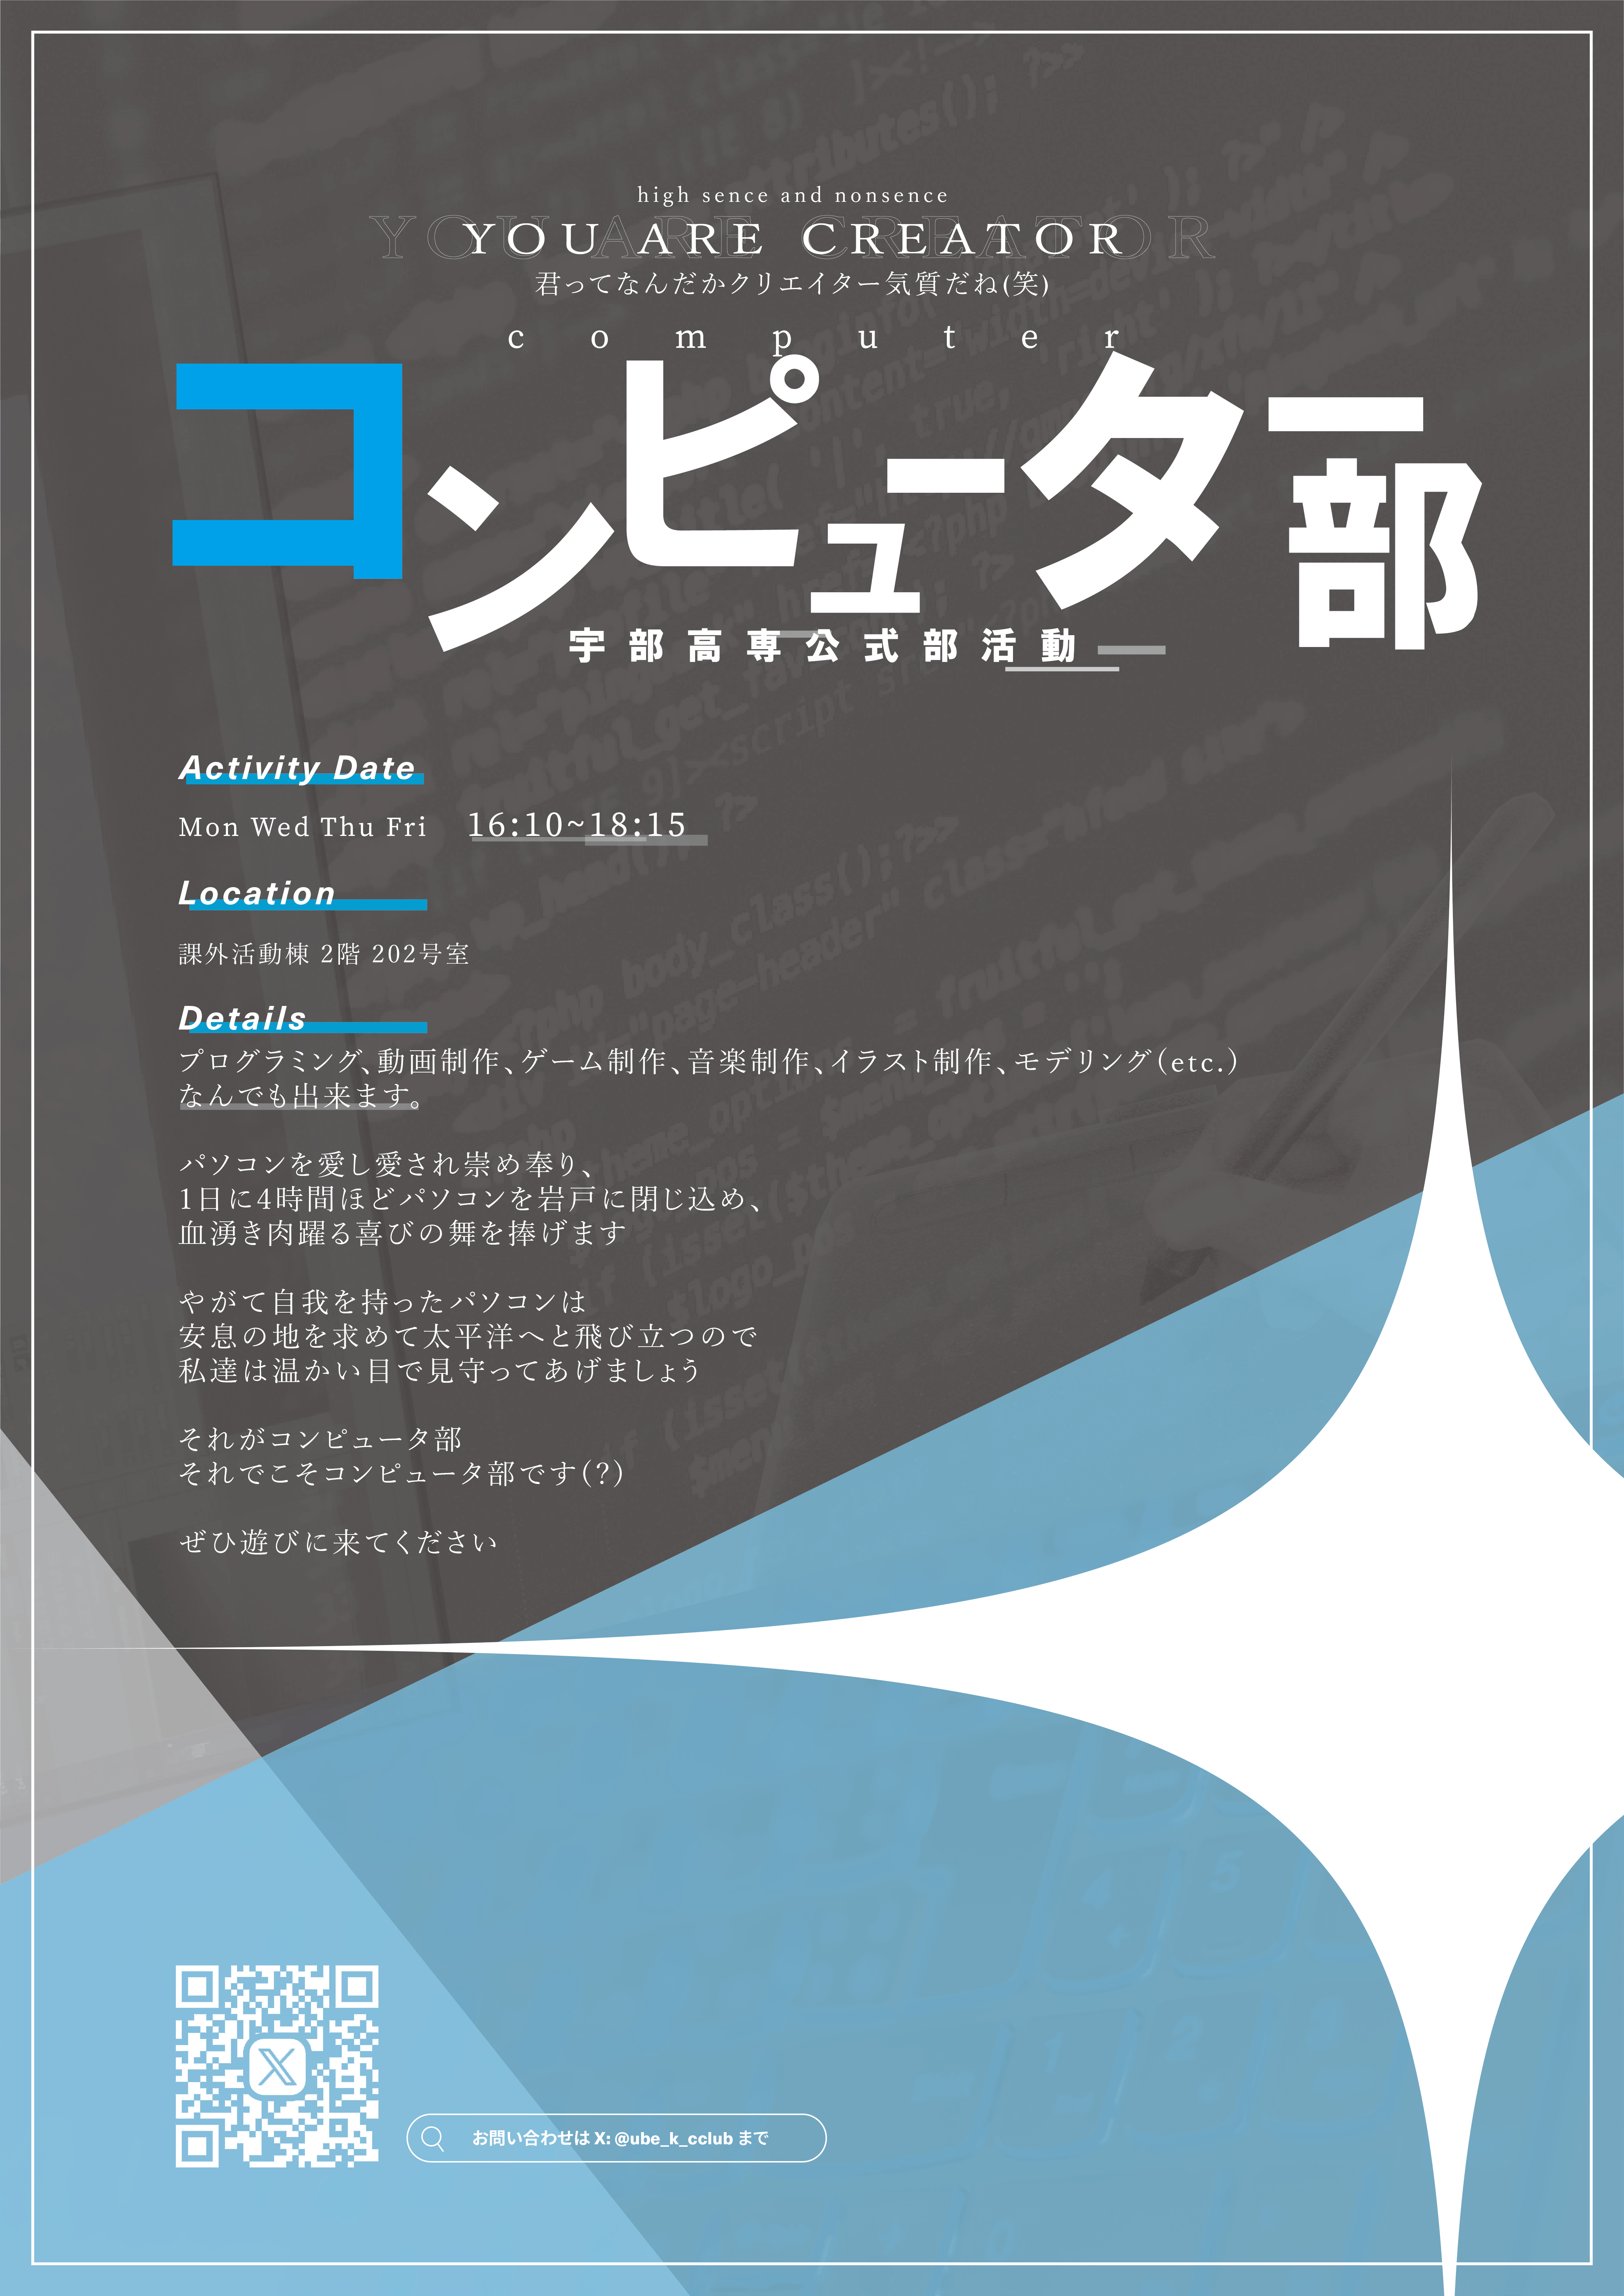 high sence and nonsence
YOU ARE CREATOR
君ってなんだかクリエイター気質だね(笑)
computer
コンピュータ部
宇部高専公式部活動
Activity Date
Mon Wed Thu Fri 16:10~18:15
Location
課外活動棟 2階 202号室
Details
プログラミング、動画制作、ゲーム制作、音楽制作、イラスト制作、モデリング(etc.)
なんでも出来ます。
パソコンを愛し愛され崇め奉り、
1日に4時間ほどパソコンを岩戸に閉じ込め、
血湧き肉躍る喜びの舞を捧げます
やがて自我を持ったパソコンは
安息の地を求めて太平洋へと飛び立つので
私達は温かい目で見守ってあげましょう
それがコンピュータ部
それでこそコンピュータ部です(?)
ぜひ遊びに来てください
お問い合わせは X: @ube_k_cclub まで